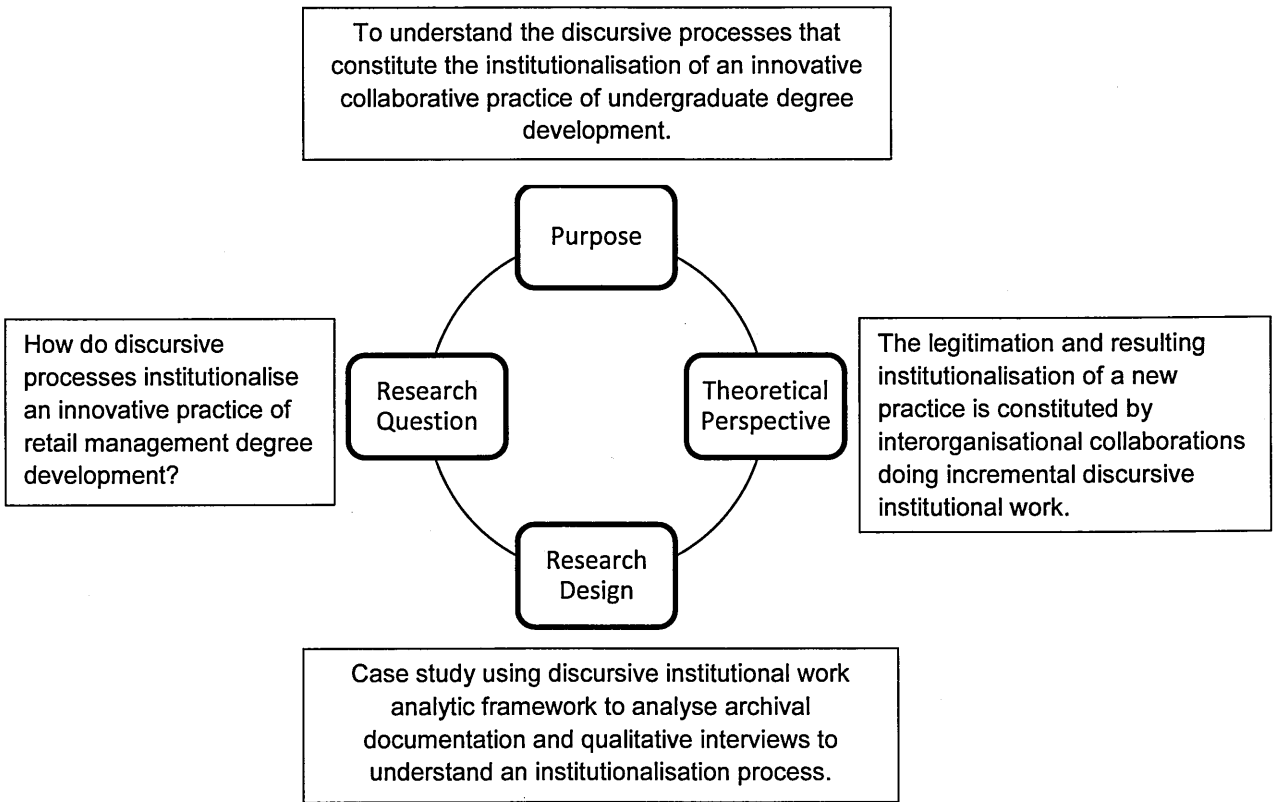 To understand the discursive processes that
constitute the institutionalisation of an innovative
collaborative practice of undergraduate degree
development.
Purpose
How do discursive
processes institutionalise
an innovative practice of
retail management degree
development?
Research
Question
Theoretical
Perspective
The legitimation and resulting
institutionalisation of a new
practice is constituted by
interorganisational collaborations
doing incremental discursive
institutional work.
Research
Design
Case study using discursive institutional work
analytic framework to analyse archival
documentation and qualitative interviews to
understand an institutionalisation process.